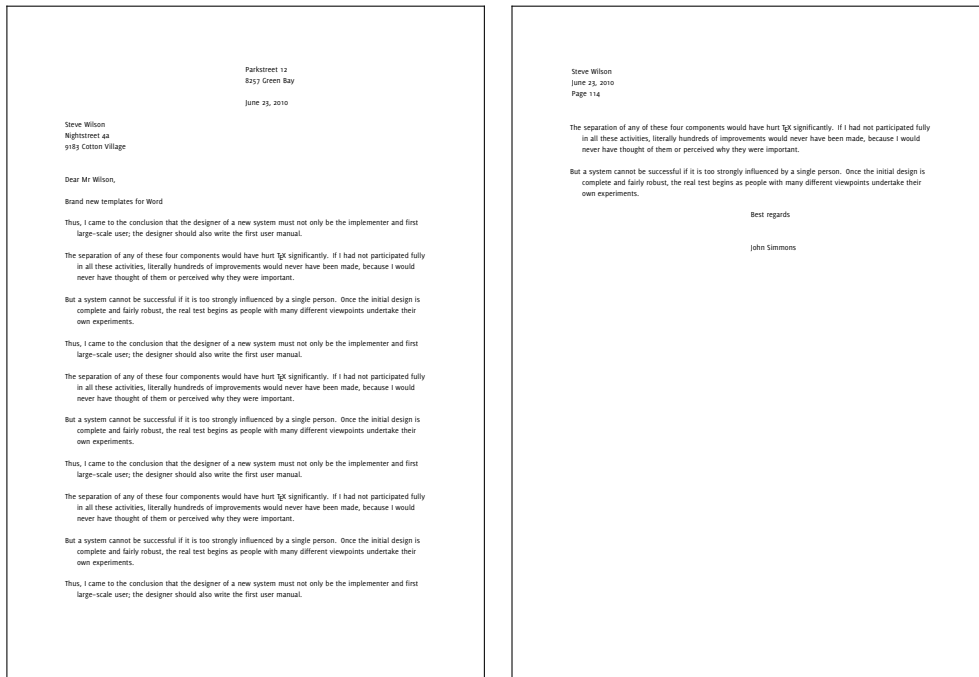 Parkstreet 12
8257 Green Bay
June 23, 2010
Steve Wilson
Nightstreet 4a
9183 Cotton Village
Dear Mr Wilson,
Brand new templates for Word
Thus, I came to the conclusion that the designer of a new system must not only be the implementer and first
large–scale user; the designer should also write the first user manual.
The separation of any of these four components would have hurt TEX significantly. If I had not participated fully
in all these activities, literally hundreds of improvements would never have been made, because I would
never have thought of them or perceived why they were important.
But a system cannot be successful if it is too strongly influenced by a single person. Once the initial design is
complete and fairly robust, the real test begins as people with many different viewpoints undertake their
own experiments.
Thus, I came to the conclusion that the designer of a new system must not only be the implementer and first
large–scale user; the designer should also write the first user manual.
The separation of any of these four components would have hurt TEX significantly. If I had not participated fully
in all these activities, literally hundreds of improvements would never have been made, because I would
never have thought of them or perceived why they were important.
But a system cannot be successful if it is too strongly influenced by a single person. Once the initial design is
complete and fairly robust, the real test begins as people with many different viewpoints undertake their
own experiments.
Thus, I came to the conclusion that the designer of a new system must not only be the implementer and first
large–scale user; the designer should also write the first user manual.
The separation of any of these four components would have hurt TEX significantly. If I had not participated fully
in all these activities, literally hundreds of improvements would never have been made, because I would
never have thought of them or perceived why they were important.
But a system cannot be successful if it is too strongly influenced by a single person. Once the initial design is
complete and fairly robust, the real test begins as people with many different viewpoints undertake their
own experiments.
Thus, I came to the conclusion that the designer of a new system must not only be the implementer and first
large–scale user; the designer should also write the first user manual.
Steve Wilson
June 23, 2010
Page 114
The separation of any of these four components would have hurt TEX significantly. If I had not participated fully
in all these activities, literally hundreds of improvements would never have been made, because I would
never have thought of them or perceived why they were important.
But a system cannot be successful if it is too strongly influenced by a single person. Once the initial design is
complete and fairly robust, the real test begins as people with many different viewpoints undertake their
own experiments.
Best regards
John Simmons